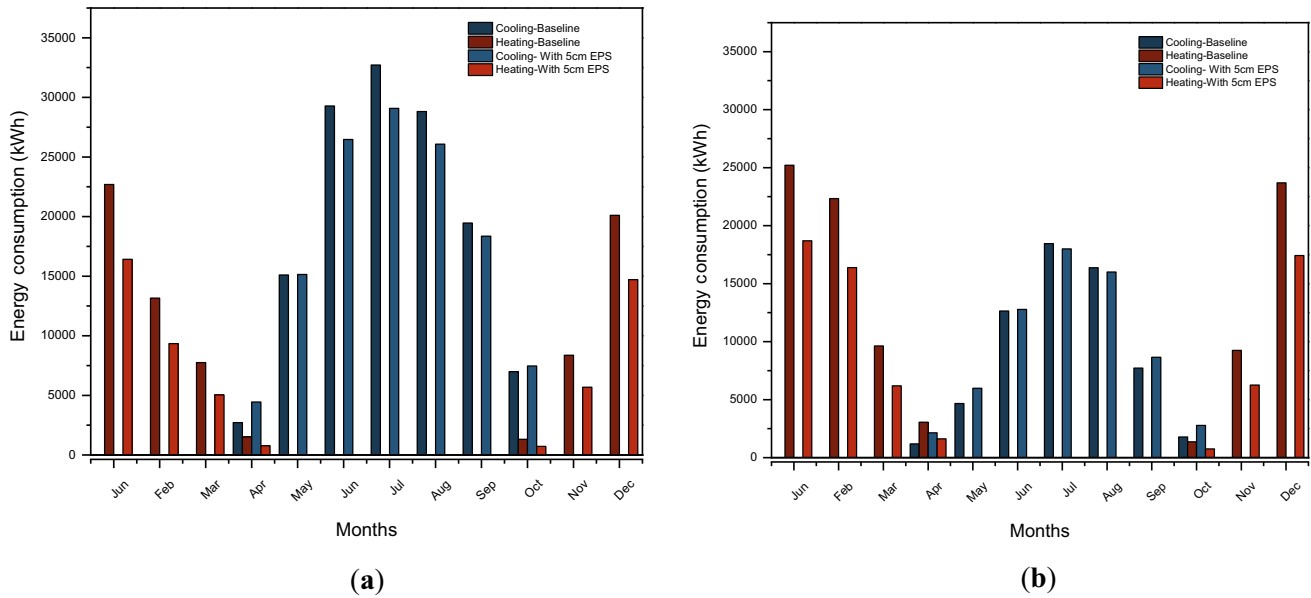 Cooling-Baseline
Heating-Baseline
Cooling- With 5cm EPS
Heating-With 5cm EPS
35000
30000
25000
20000
15000
10000
5000
0
Energy consumption (kWh)
Jun Feb Mar Apr May Jun Jul Aug Sep Oct Nov Dec
Months
(a)
Cooling-Baseline
Heating-Baseline
Cooling- With 5cm EPS
Heating-With 5cm EPS
35000
30000
25000
20000
15000
10000
5000
0
Energy consumption (kWh)
Jun Feb Mar Apr May Jun Jul Aug Sep Oct Nov Dec
Months
(b)